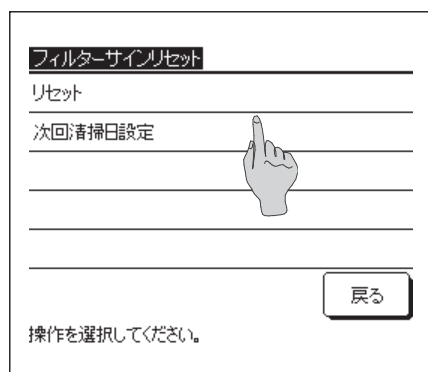 フィルターサインリセット
リセット
次回清掃日設定
戻る
操作を選択してください。